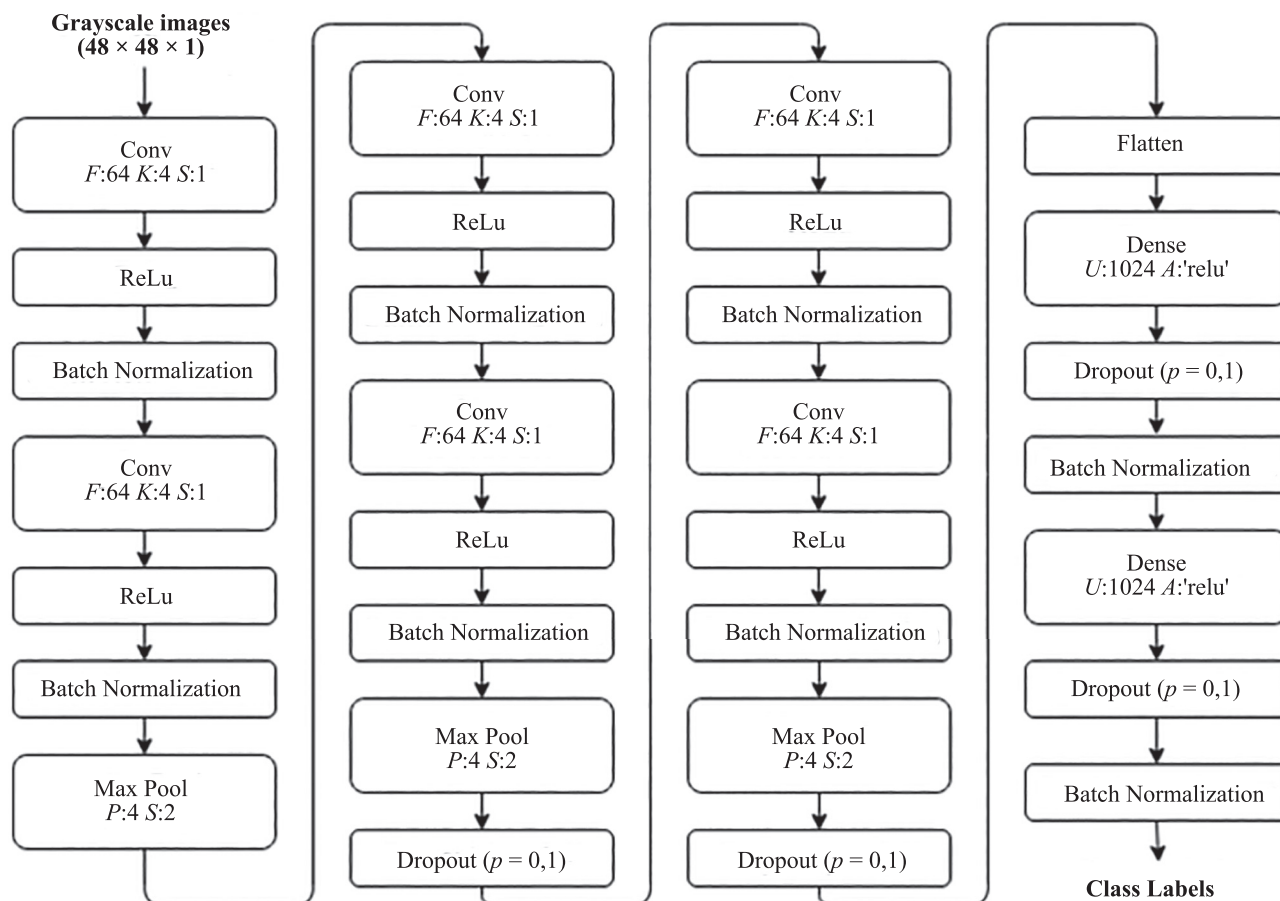 Grayscale images
(48 × 48 × 1)
Conv
F:64 K:4 S:1
ReLu
Batch Normalization
Conv
F:64 K:4 S:1
ReLu
Batch Normalization
Max Pool
P:4 S:2
Conv
F:64 K:4 S:1
ReLu
Batch Normalization
Conv
F:64 K:4 S:1
ReLu
Batch Normalization
Max Pool
P:4 S:2
Dropout (p = 0,1)
Conv
F:64 K:4 S:1
ReLu
Batch Normalization
Conv
F:64 K:4 S:1
ReLu
Batch Normalization
Max Pool
P:4 S:2
Dropout (p = 0,1)
Flatten
Dense
U:1024 A:'relu'
Dropout (p = 0,1)
Batch Normalization
Dense
U:1024 A:'relu'
Dropout (p = 0,1)
Batch Normalization
Class Labels